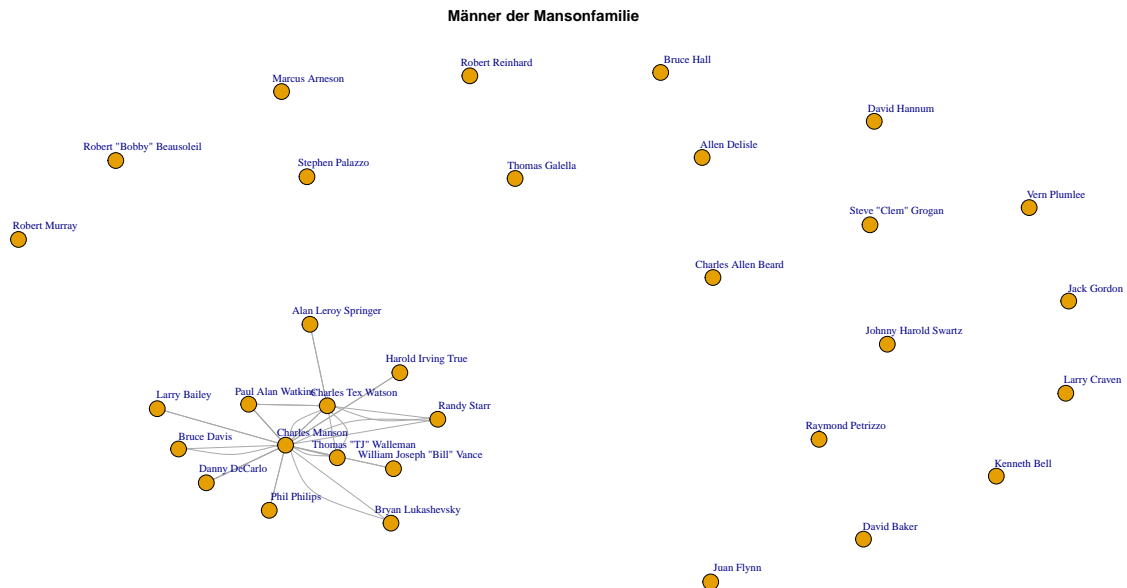 Männer der Mansonfamilie
Robert Reinhard
Bruce Hall
Marcus Arneson
David Hannum
Robert "Bobby" Beausoleil
Allen Delisle
Stephen Palazzo
Thomas Galella
Vern Plumlee
Steve "Clem" Grogan
Robert Murray
Charles Allen Beard
Jack Gordon
Alan Leroy Springer
Johnny Harold Swartz
Harold Irving True
Larry Bailey
Paul Alan Watkins
Charles Tex Watson
Larry Craven
Randy Starr
Raymond Petrizzo
Bruce Davis
Charles Manson
Thomas "TJ" Walleman
William Joseph "Bill" Vance
Danny DeCarlo
Kenneth Bell
Phil Philips
Bryan Lukashevsky
David Baker
Juan Flynn